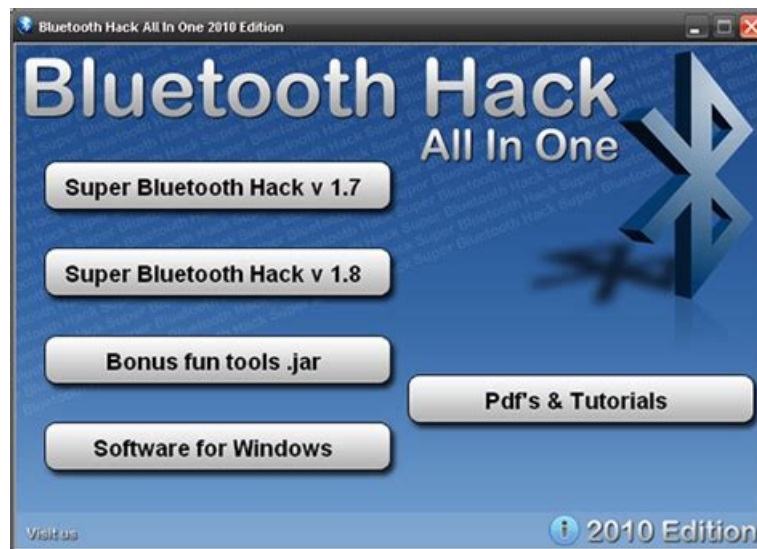 Bluetooth Hack All In One 2010 Edition
Bluetooth Hack
All In One
Super Bluetooth Hack v 1.7
Super Bluetooth Hack v 1.8
Bonus fun tools .jar
Pdf's & Tutorials
Software for Windows
Visit us
i 2010 Edition